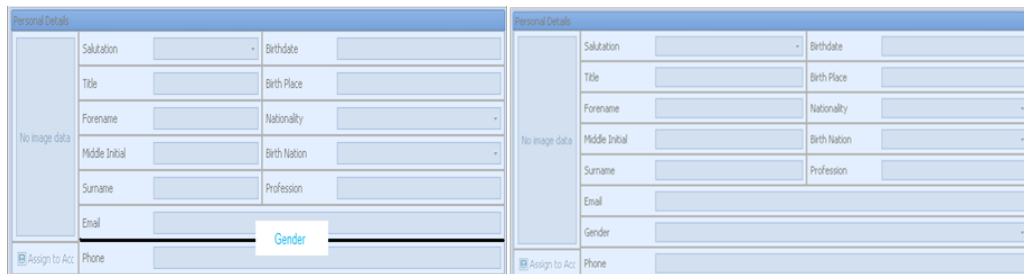 Personal Details
Salutation Birthdate
Title Birth Place
Forename Nationality
No image data
Middle Initial Birth Nation
Surname Profession
Email
Gender
Assign to Acc Phone
Personal Details
Salutation Birthdate
Title Birth Place
Forename Nationality
No image data
Middle Initial Birth Nation
Surname Profession
Email
Gender
Assign to Acc Phone